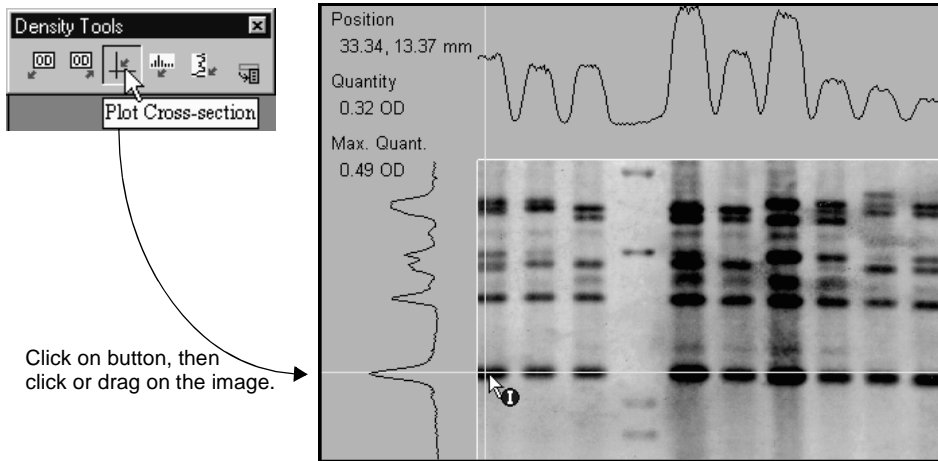 Density Tools
OD OD
Plot Cross-section
Click on button, then
click or drag on the image.
Position
33.34, 13.37 mm
Quantity
0.32 OD
Max. Quant.
0.49 OD
I